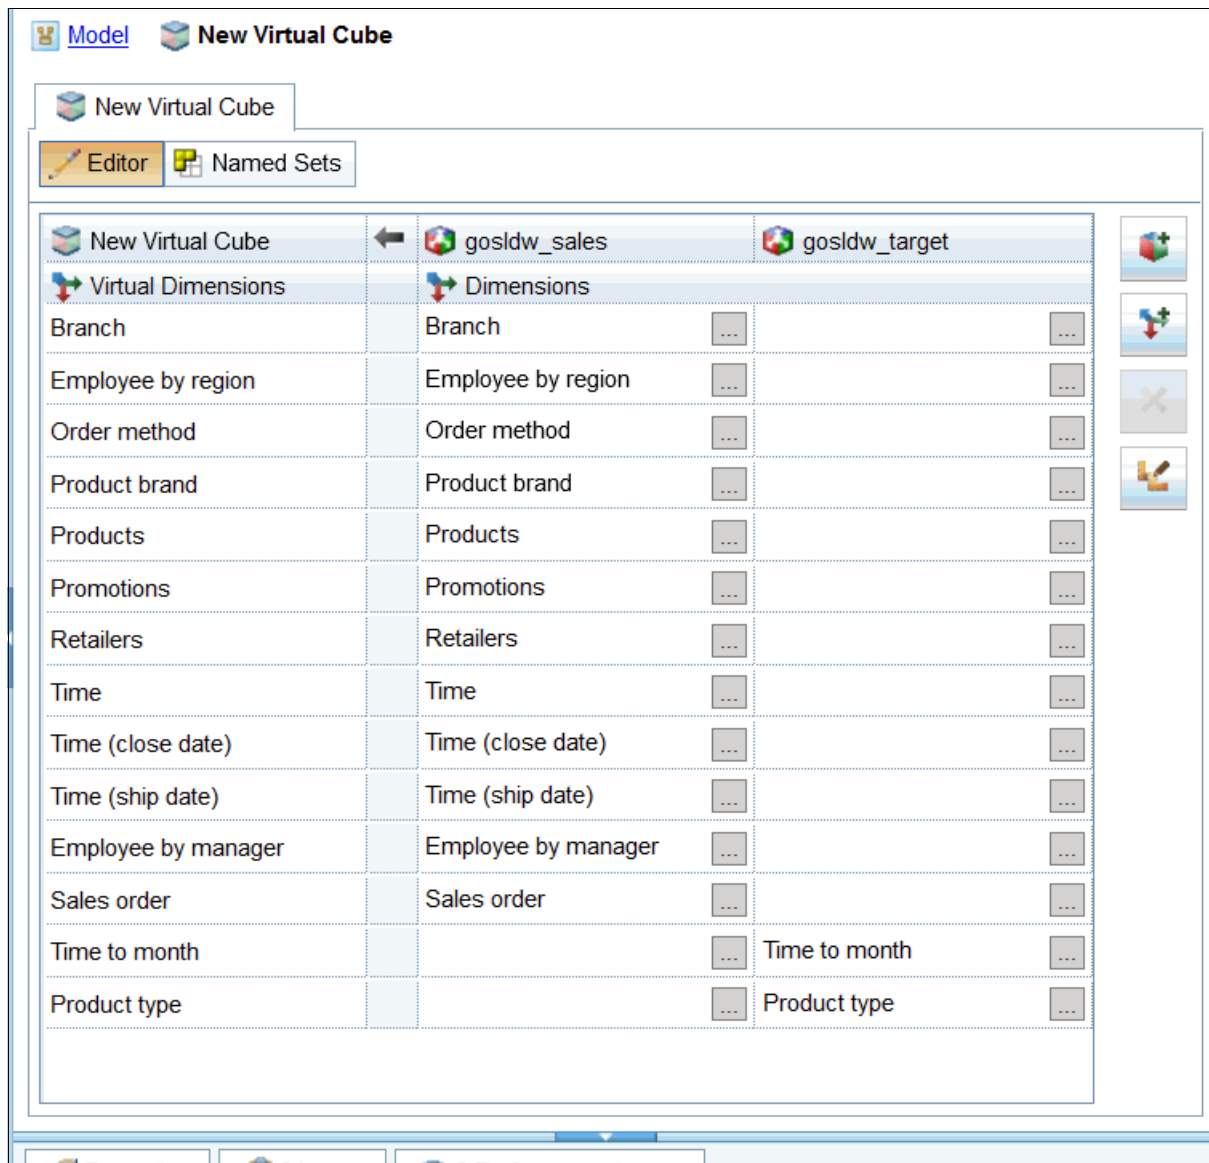 Model New Virtual Cube
New Virtual Cube
Editor Named Sets
New Virtual Cube gosldw_sales gosldw_target
Virtual Dimensions Dimensions
Branch Branch ... ...
Employee by region Employee by region ... ...
Order method Order method ... ...
Product brand Product brand ... ...
Products Products ... ...
Promotions Promotions ... ...
Retailers Retailers ... ...
Time Time ... ...
Time (close date) Time (close date) ... ...
Time (ship date) Time (ship date) ... ...
Employee by manager Employee by manager ... ...
Sales order Sales order ... ...
Time to month ... Time to month ...
Product type ... Product type ...